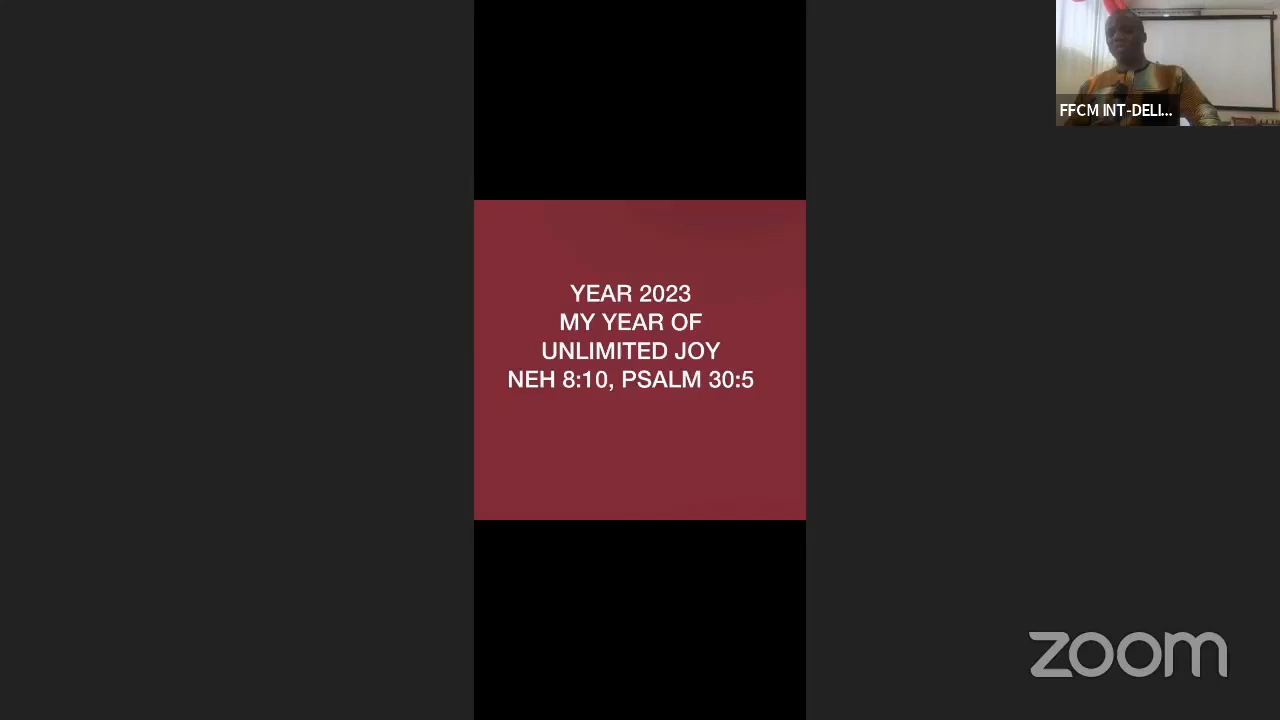 FFCM INT-DELI...
YEAR 2023
MY YEAR OF
UNLIMITED JOY
NEH 8:10, PSALM 30:5
zoom